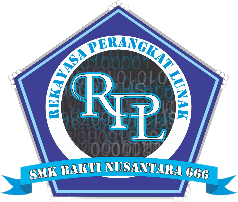 REKAYASA PERANGKAT LUNAK
RPL
SMK BAKTI NUSANTARA 666